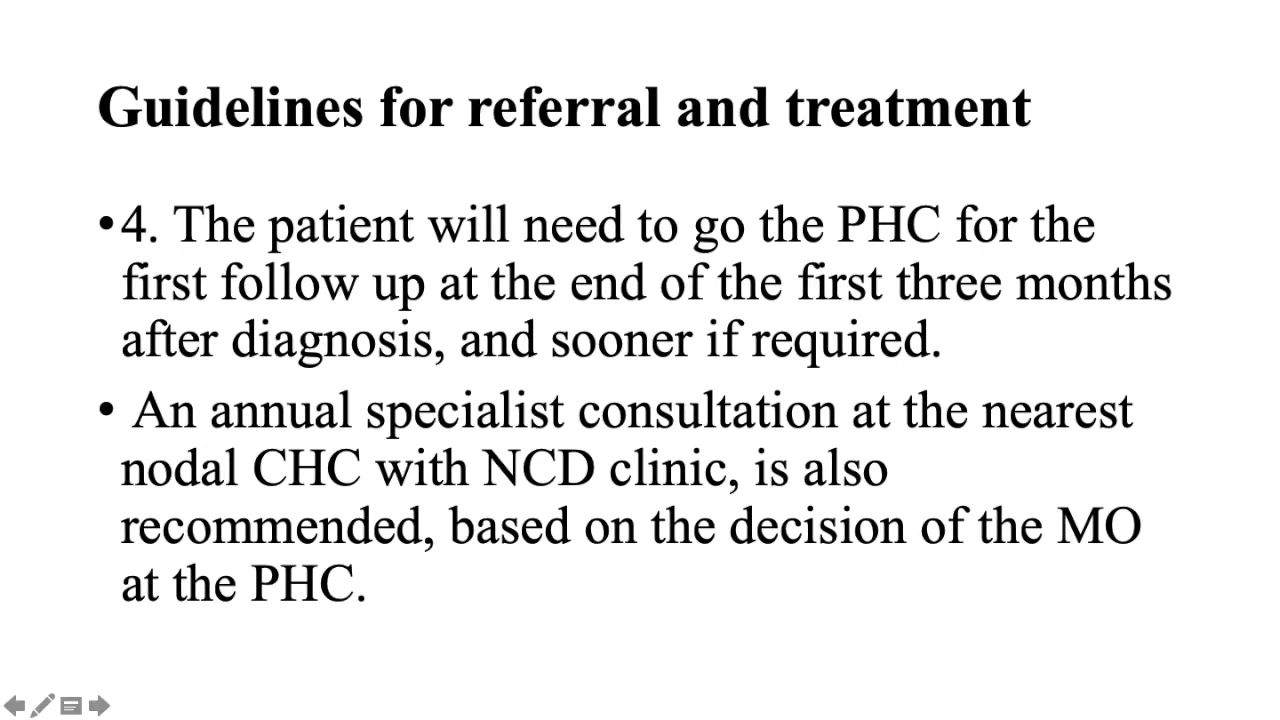 Guidelines for referral and treatment
•4. The patient will need to go the PHC for the
first follow up at the end of the first three months
after diagnosis, and sooner if required.
• An annual specialist consultation at the nearest
nodal CHC with NCD clinic, is also
recommended, based on the decision of the MO
at the PHC.